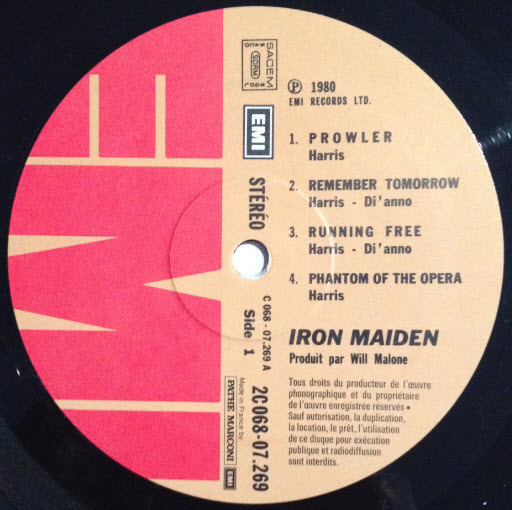 ℗ 1980
EMI RECORDS LTD.
1. PROWLER
Harris
2. REMEMBER TOMORROW
Harris - Di'anno
3. RUNNING FREE
Harris - Di'anno
4. PHANTOM OF THE OPERA
Harris
IRON MAIDEN
Produit par Will Malone
Tous droits du producteur de l'œuvre
phonographique et du propriétaire
de l'œuvre enregistrée réservés •
Sauf autorisation, la duplication,
la location, le prêt, l'utilisation
de ce disque pour exécution
publique et radiodiffusion
sont interdits.
SACEM
SDRM
EMI
STÉRÉO
C 068 - 07.269 A
Side 1
2C 068-07.269
Made in France by
PATHE MARCONI EMI
EMI